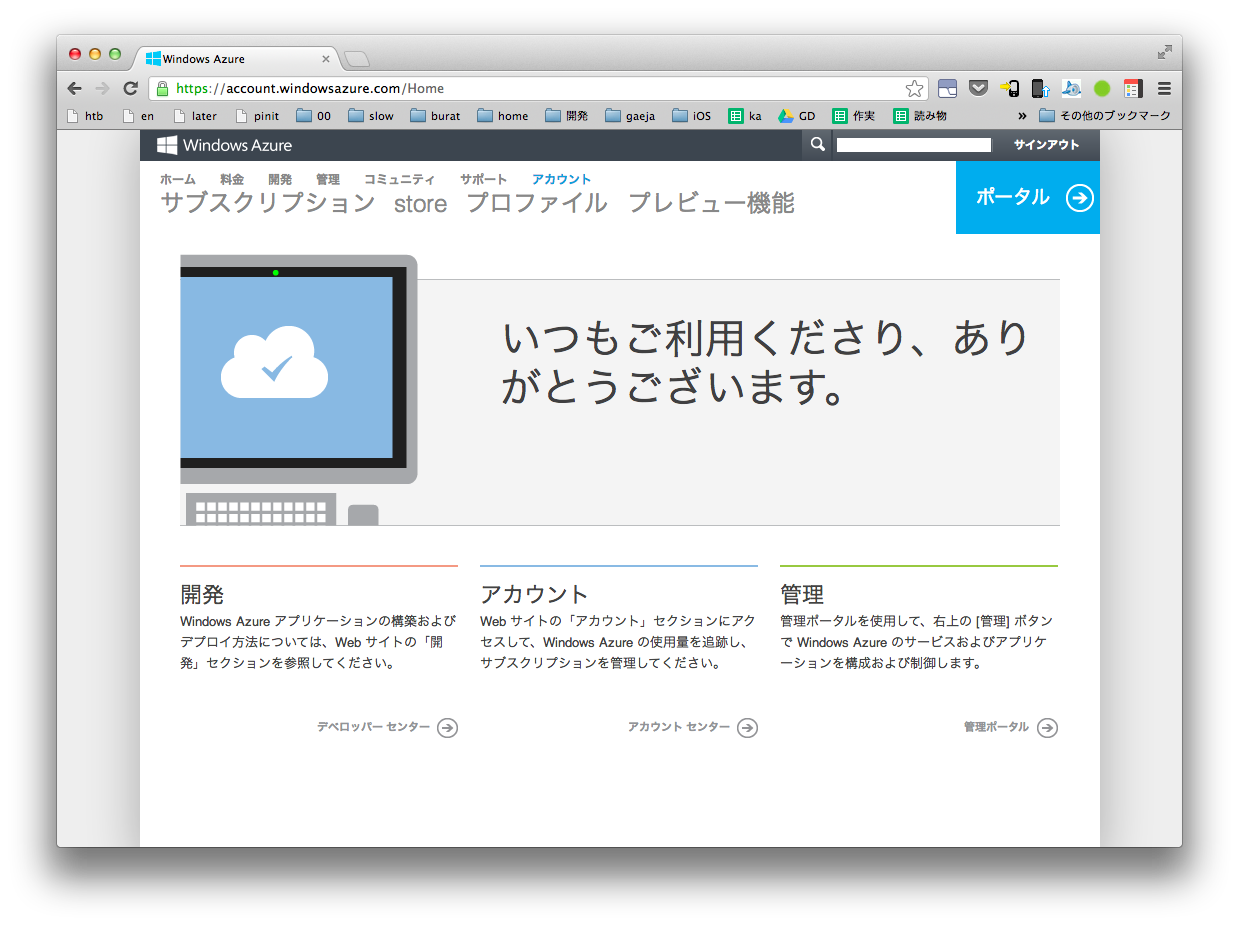 Windows Azure
https://account.windowsazure.com/Home
htb en later pinit 00 slow burat home 開発 gaeja iOS ka GD 作実 読み物 » その他のブックマーク
Windows Azure サインアウト
ホーム 料金 開発 管理 コミュニティ サポート アカウント
サブスクリプション store プロファイル プレビュー機能
ポータル
いつもご利用くださり、あり
がとうございます。
開発
Windows Azure アプリケーションの構築および
デプロイ方法については、Web サイトの「開
発」セクションを参照してください。
デベロッパー センター
アカウント
Web サイトの「アカウント」セクションにアク
セスして、Windows Azure の使用量を追跡し、
サブスクリプションを管理してください。
アカウント センター
管理
管理ポータルを使用して、右上の [管理] ボタン
で Windows Azure のサービスおよびアプリケ
ーションを構成および制御します。
管理ポータル